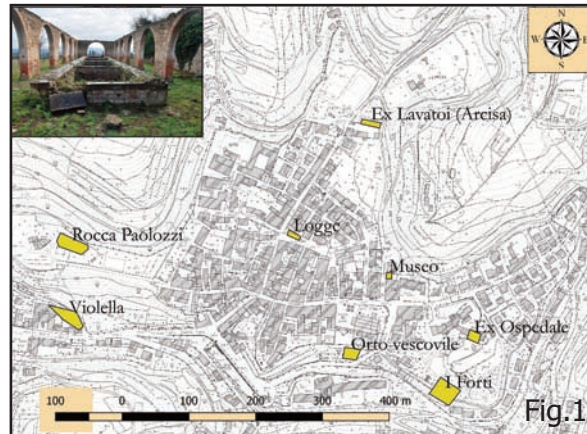 N
W E
S
Ex Lavatoi (Arcisa)
Logge
Rocca Paolozzi
Museo
Violella
Ex Ospedale
Orto vescovile
I Forti
100 0 100 200 300 400 m
Fig.1